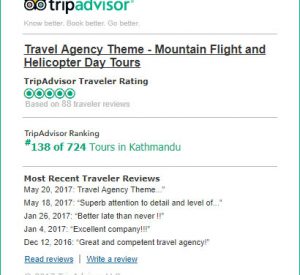 tripadvisor®
Know better. Book better. Go better.
Travel Agency Theme - Mountain Flight and
Helicopter Day Tours
TripAdvisor Traveler Rating
Based on 88 traveler reviews
TripAdvisor Ranking
#138 of 724 Tours in Kathmandu
Most Recent Traveler Reviews
May 20, 2017: Travel Agency Theme..."
May 18, 2017: "Superb attention to detail and level of..."
Jan 26, 2017: "Better late than never !!"
Jan 4, 2017: "Excellent company!!!"
Dec 12, 2016: "Great and competent travel agency!"
Read reviews | Write a review